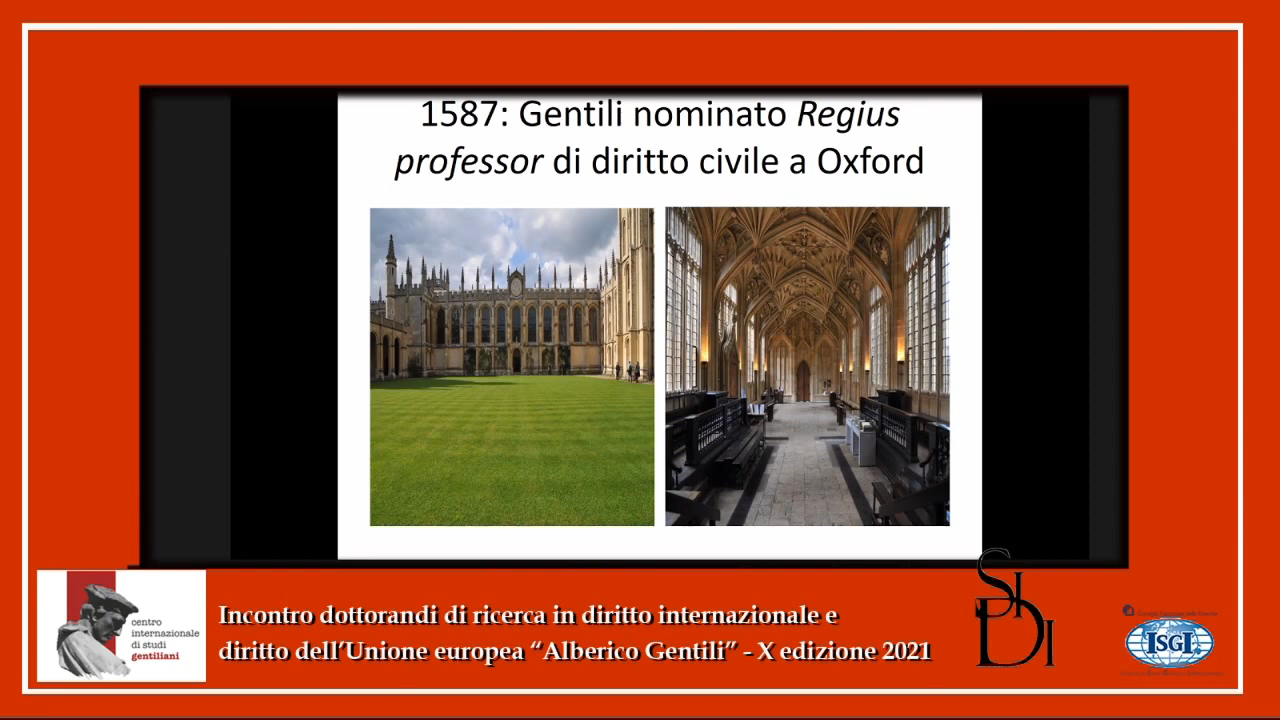 1587: Gentili nominato Regius
professor di diritto civile a Oxford
centro
internazionale
di studi
gentiliani
Incontro dottorandi di ricerca in diritto internazionale e
diritto dell'Unione europea “Alberico Gentili” - X edizione 2021
SIDI
ISGI